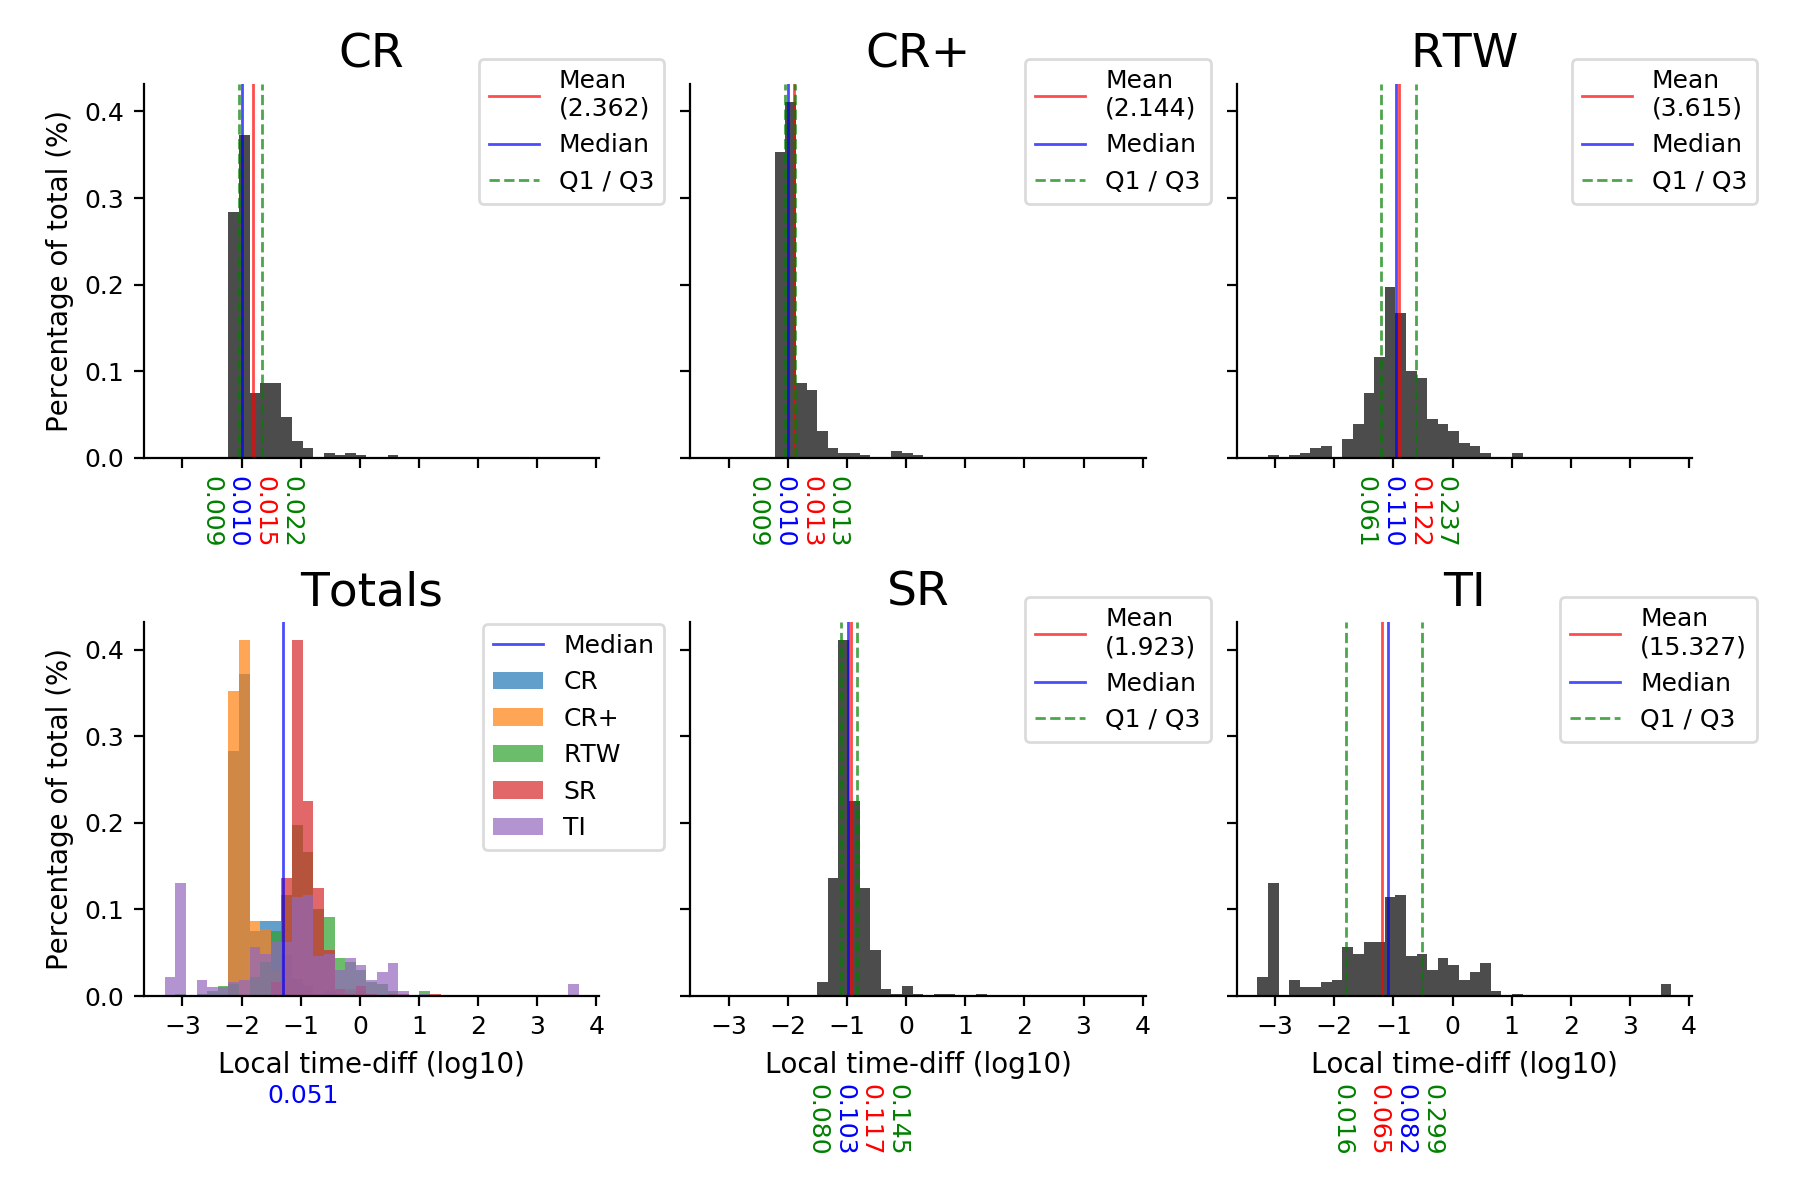 CR
Percentage of total (%)
0.4
0.3
0.2
0.1
0.0
Mean
(2.362)
Median
Q1 / Q3
0.009
0.010
0.015
0.022
CR+
Mean
(2.144)
Median
Q1 / Q3
0.009
0.010
0.013
0.013
RTW
Mean
(3.615)
Median
Q1 / Q3
0.061
0.110
0.122
0.237
Totals
Percentage of total (%)
0.4
0.3
0.2
0.1
0.0
Median
CR
CR+
RTW
SR
TI
−3 −2 −1 0 1 2 3 4
Local time-diff (log10)
0.051
SR
Mean
(1.923)
Median
Q1 / Q3
−3 −2 −1 0 1 2 3 4
Local time-diff (log10)
0.080
0.103
0.117
0.145
TI
Mean
(15.327)
Median
Q1 / Q3
−3 −2 −1 0 1 2 3 4
Local time-diff (log10)
0.016
0.065
0.082
0.299